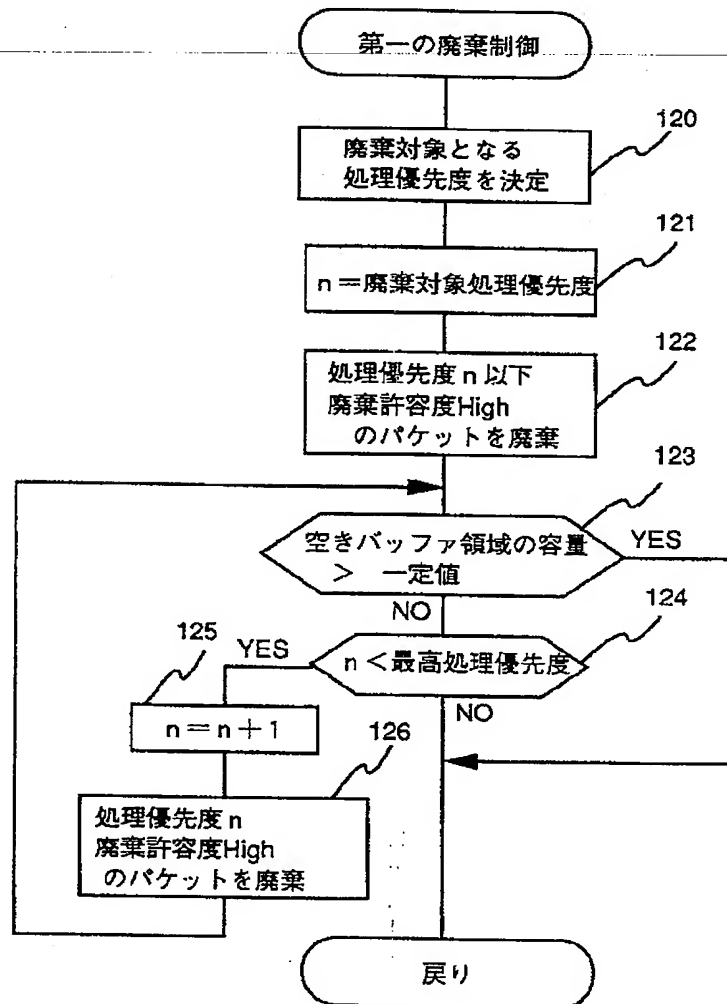 第一の廃棄制御
120
廃棄対象となる
処理優先度を決定
121
n＝廃棄対象処理優先度
122
処理優先度n以下
廃棄許容度High
のパケットを廃棄
123
空きバッファ領域の容量
＞ 一定値
YES
NO
124
n＜最高処理優先度
YES
NO
125
n＝n＋1
126
処理優先度n
廃棄許容度High
のパケットを廃棄
戻り